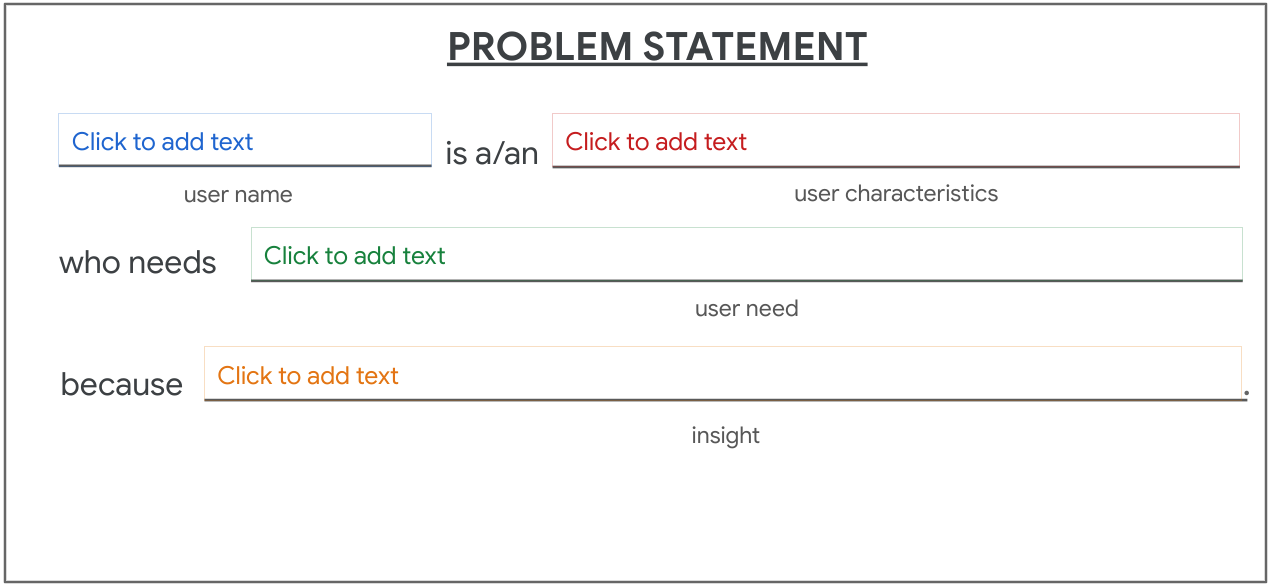 PROBLEM STATEMENT
Click to add text is a/an Click to add text
user name user characteristics
who needs Click to add text
user need
because Click to add text .
insight